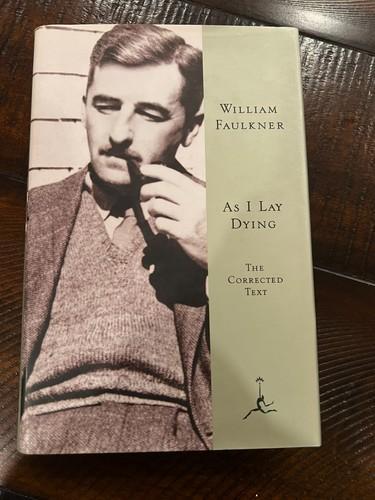 William
Faulkner
As I Lay
Dying
The
Corrected
Text